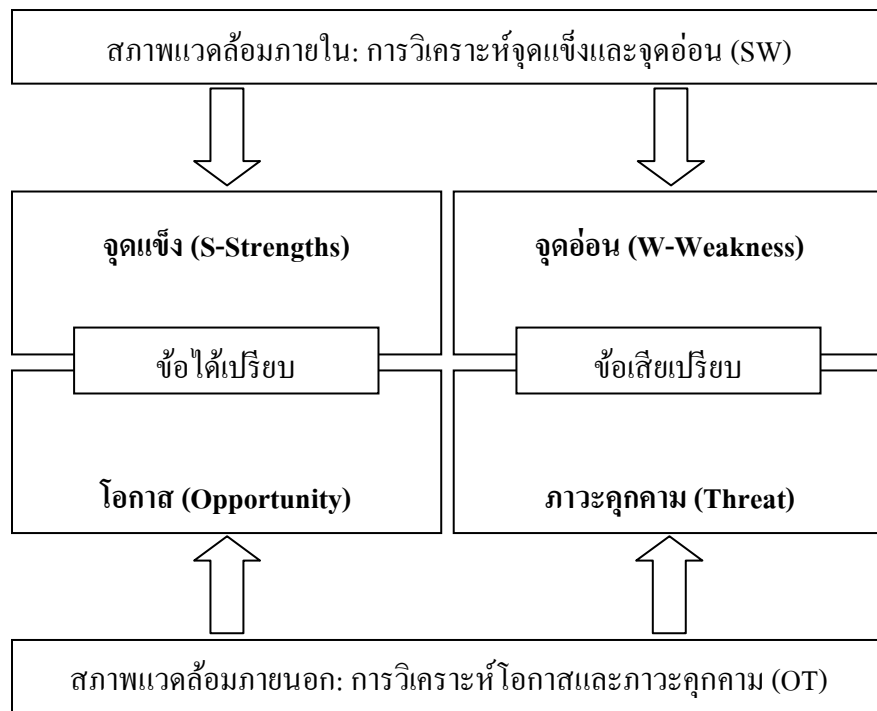 สภาพแวดล้อมภายใน: การวิเคราะห์จุดแข็งและจุดอ่อน (SW)
จุดแข็ง (S-Strengths)
จุดอ่อน (W-Weakness)
ข้อได้เปรียบ
ข้อเสียเปรียบ
โอกาส (Opportunity)
ภาวะคุกคาม (Threat)
สภาพแวดล้อมภายนอก: การวิเคราะห์โอกาสและภาวะคุกคาม (OT)